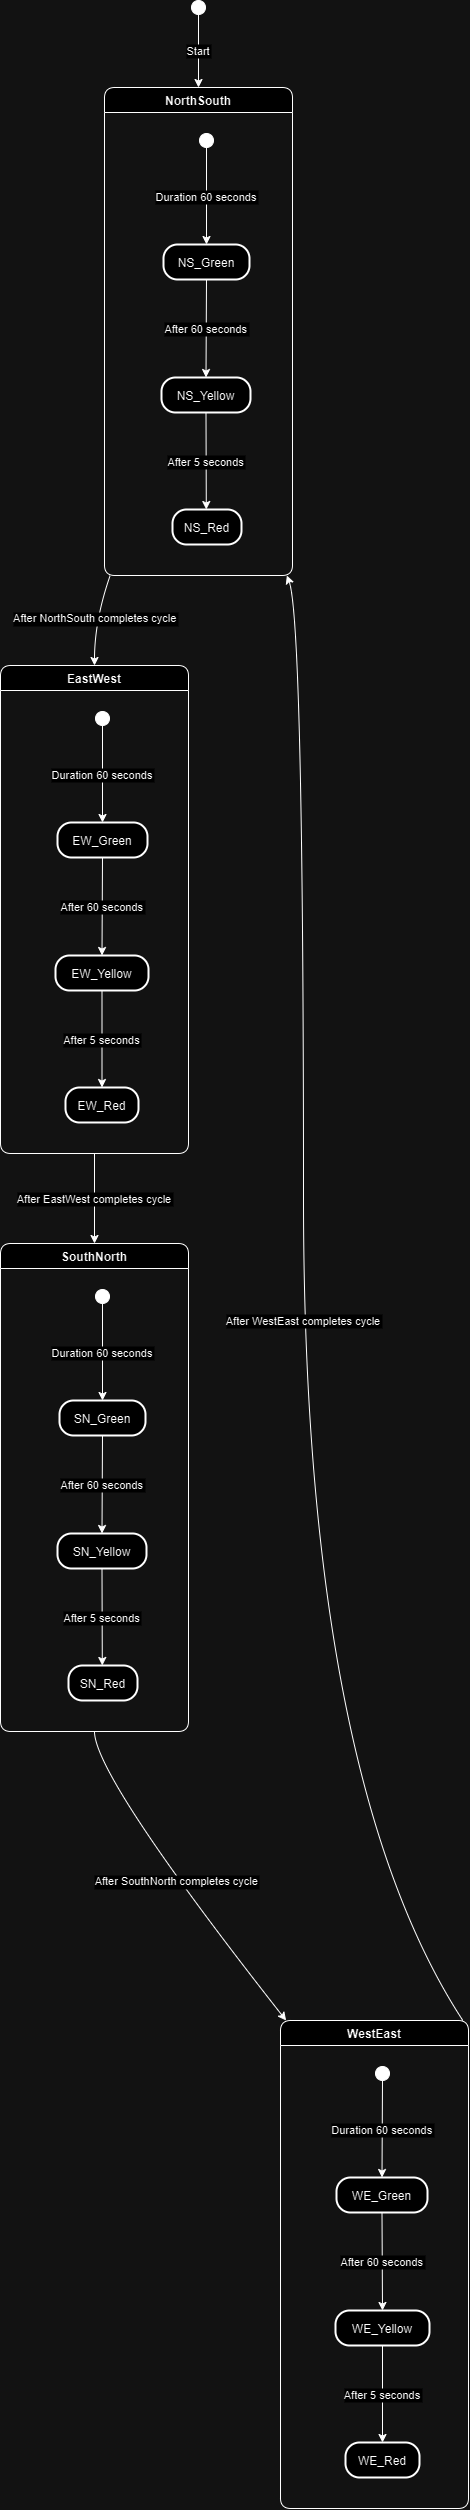 Start
NorthSouth
Duration 60 seconds
NS_Green
After 60 seconds
NS_Yellow
After 5 seconds
NS_Red
After NorthSouth completes cycle
EastWest
Duration 60 seconds
EW_Green
After 60 seconds
EW_Yellow
After 5 seconds
EW_Red
After EastWest completes cycle
SouthNorth
After WestEast completes cycle
Duration 60 seconds
SN_Green
After 60 seconds
SN_Yellow
After 5 seconds
SN_Red
After SouthNorth completes cycle
WestEast
Duration 60 seconds
WE_Green
After 60 seconds
WE_Yellow
After 5 seconds
WE_Red